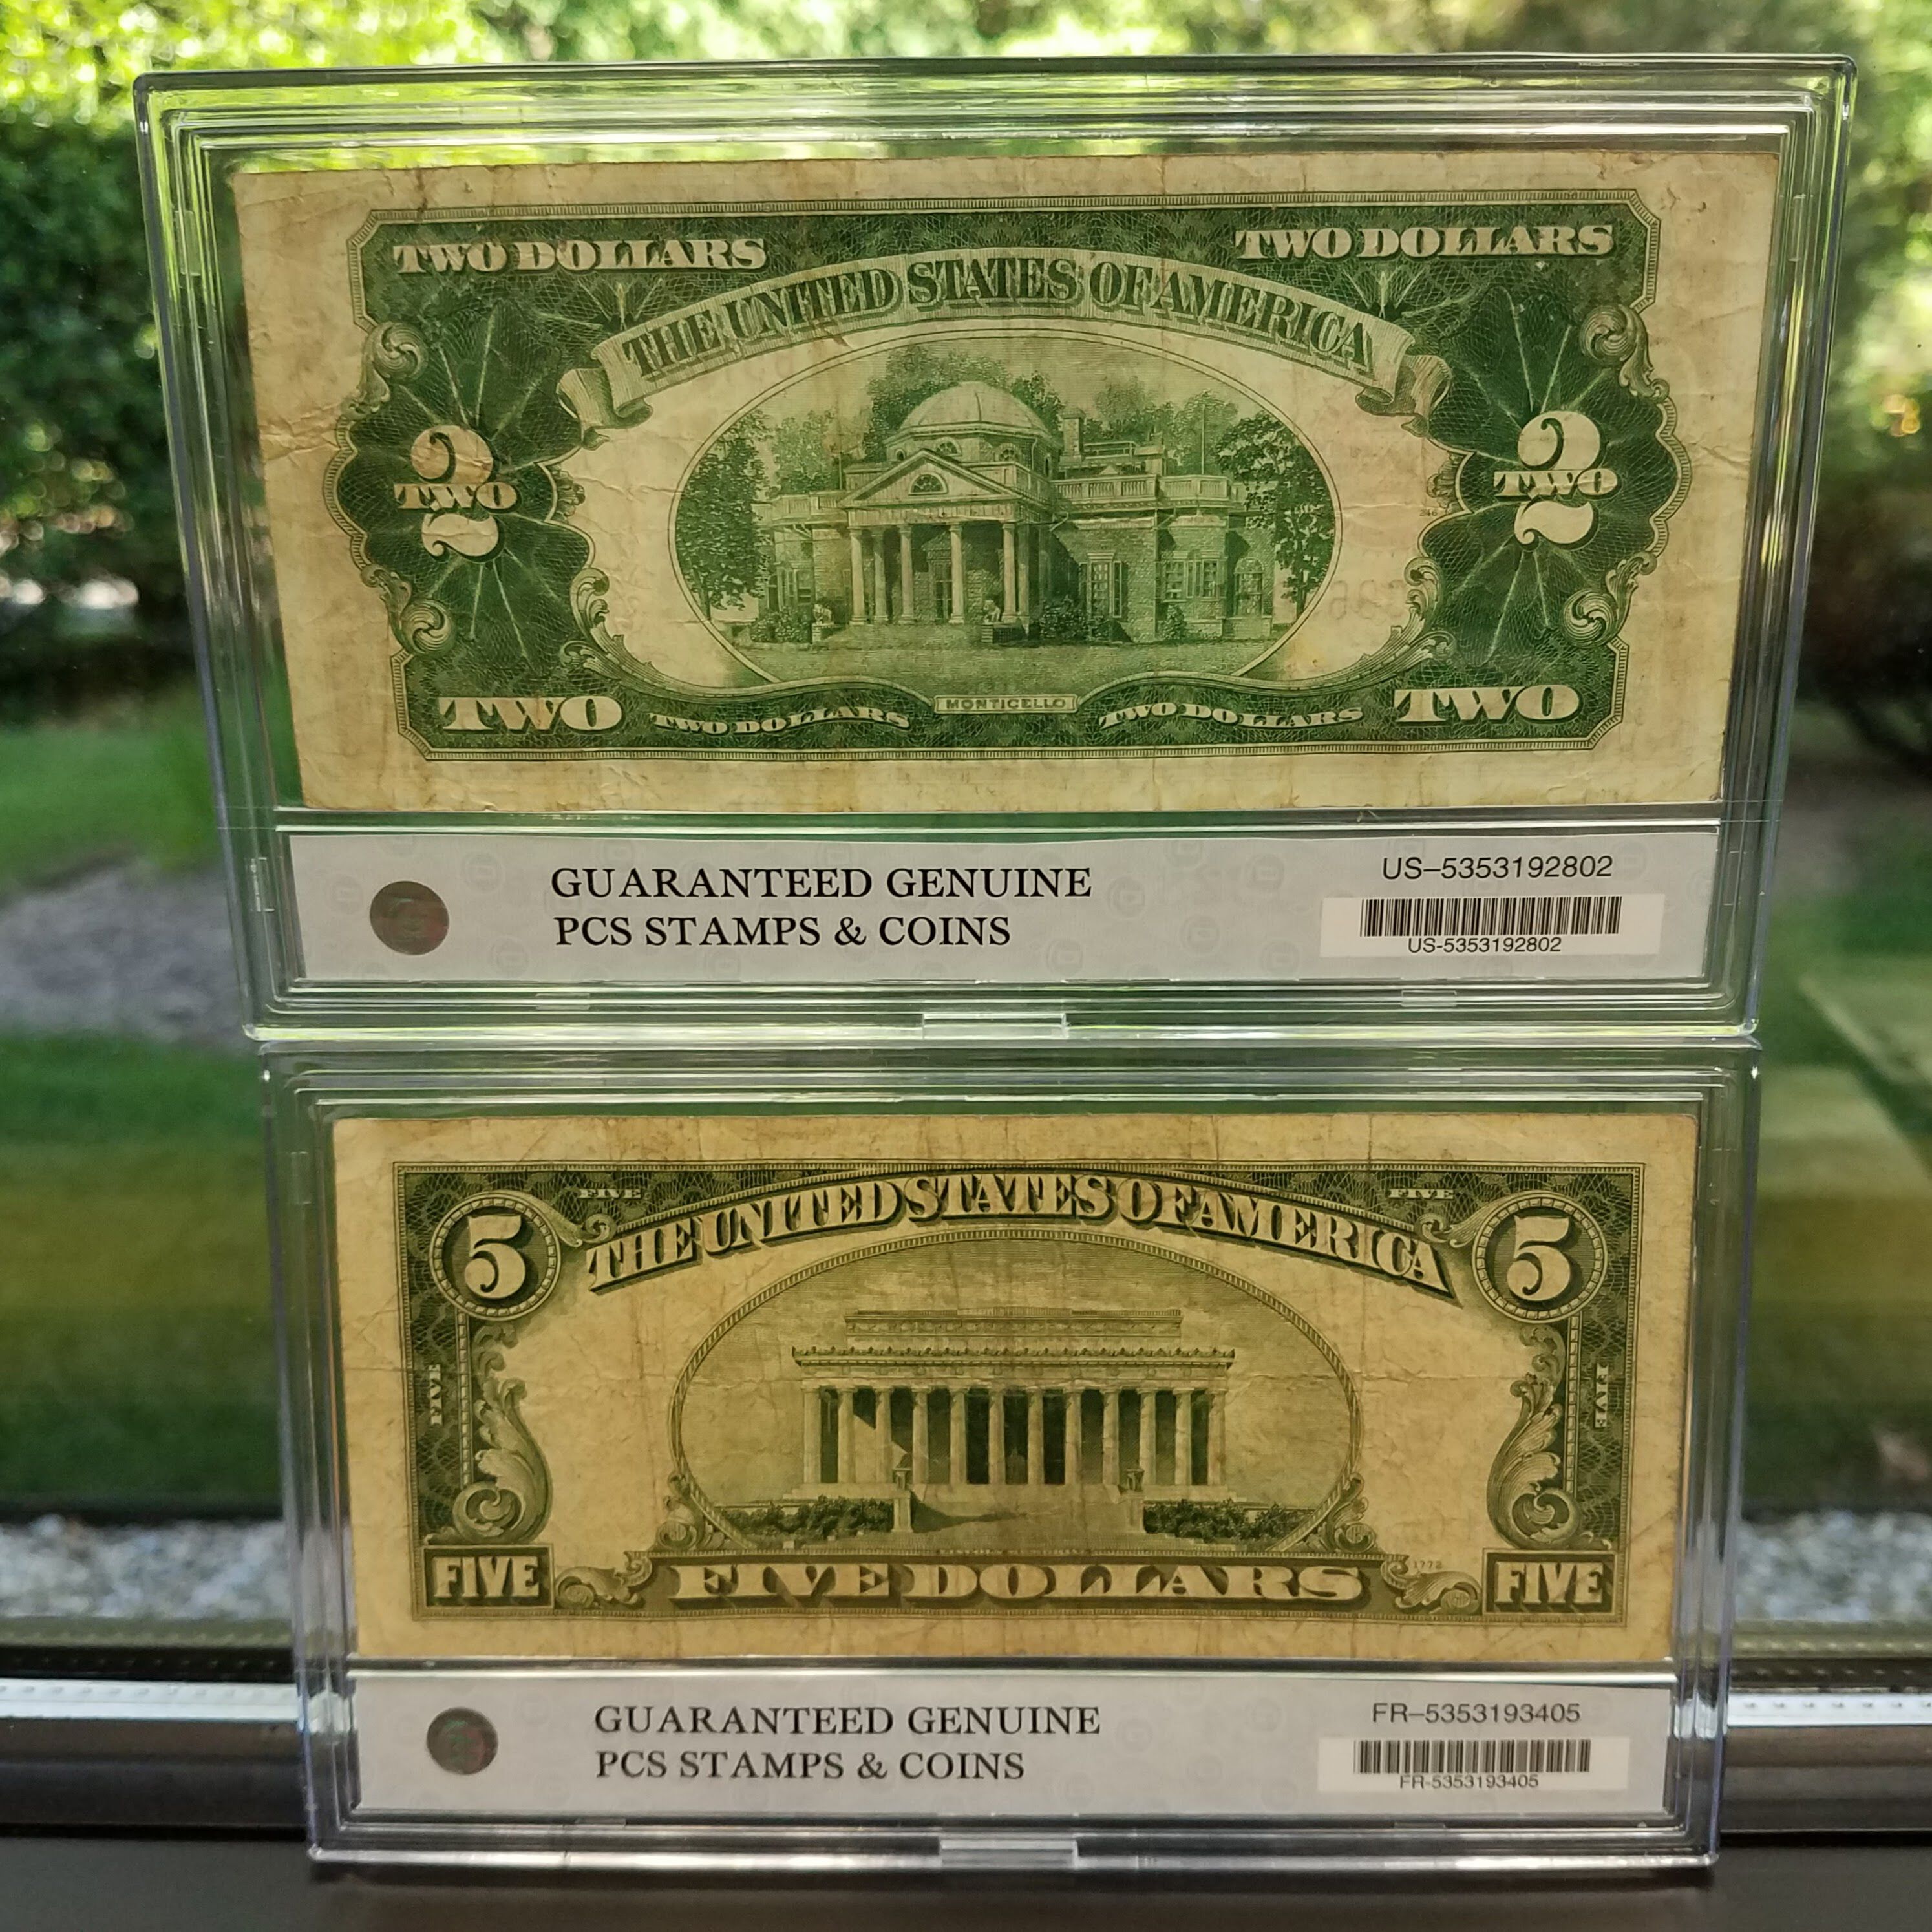 TWO DOLLARS TWO DOLLARS
THE UNITED STATES OF AMERICA
2 2
TWO TWO
MONTICELLO
TWO TWO DOLLARS TWO DOLLARS TWO
GUARANTEED GENUINE
PCS STAMPS & COINS
US–5353192802
US-5353192802
FIVE FIVE
5 THE UNITED STATES OF AMERICA 5
FIVE FIVE
1772
FIVE FIVE DOLLARS FIVE
GUARANTEED GENUINE
PCS STAMPS & COINS
FR–5353193405
FR-5353193405